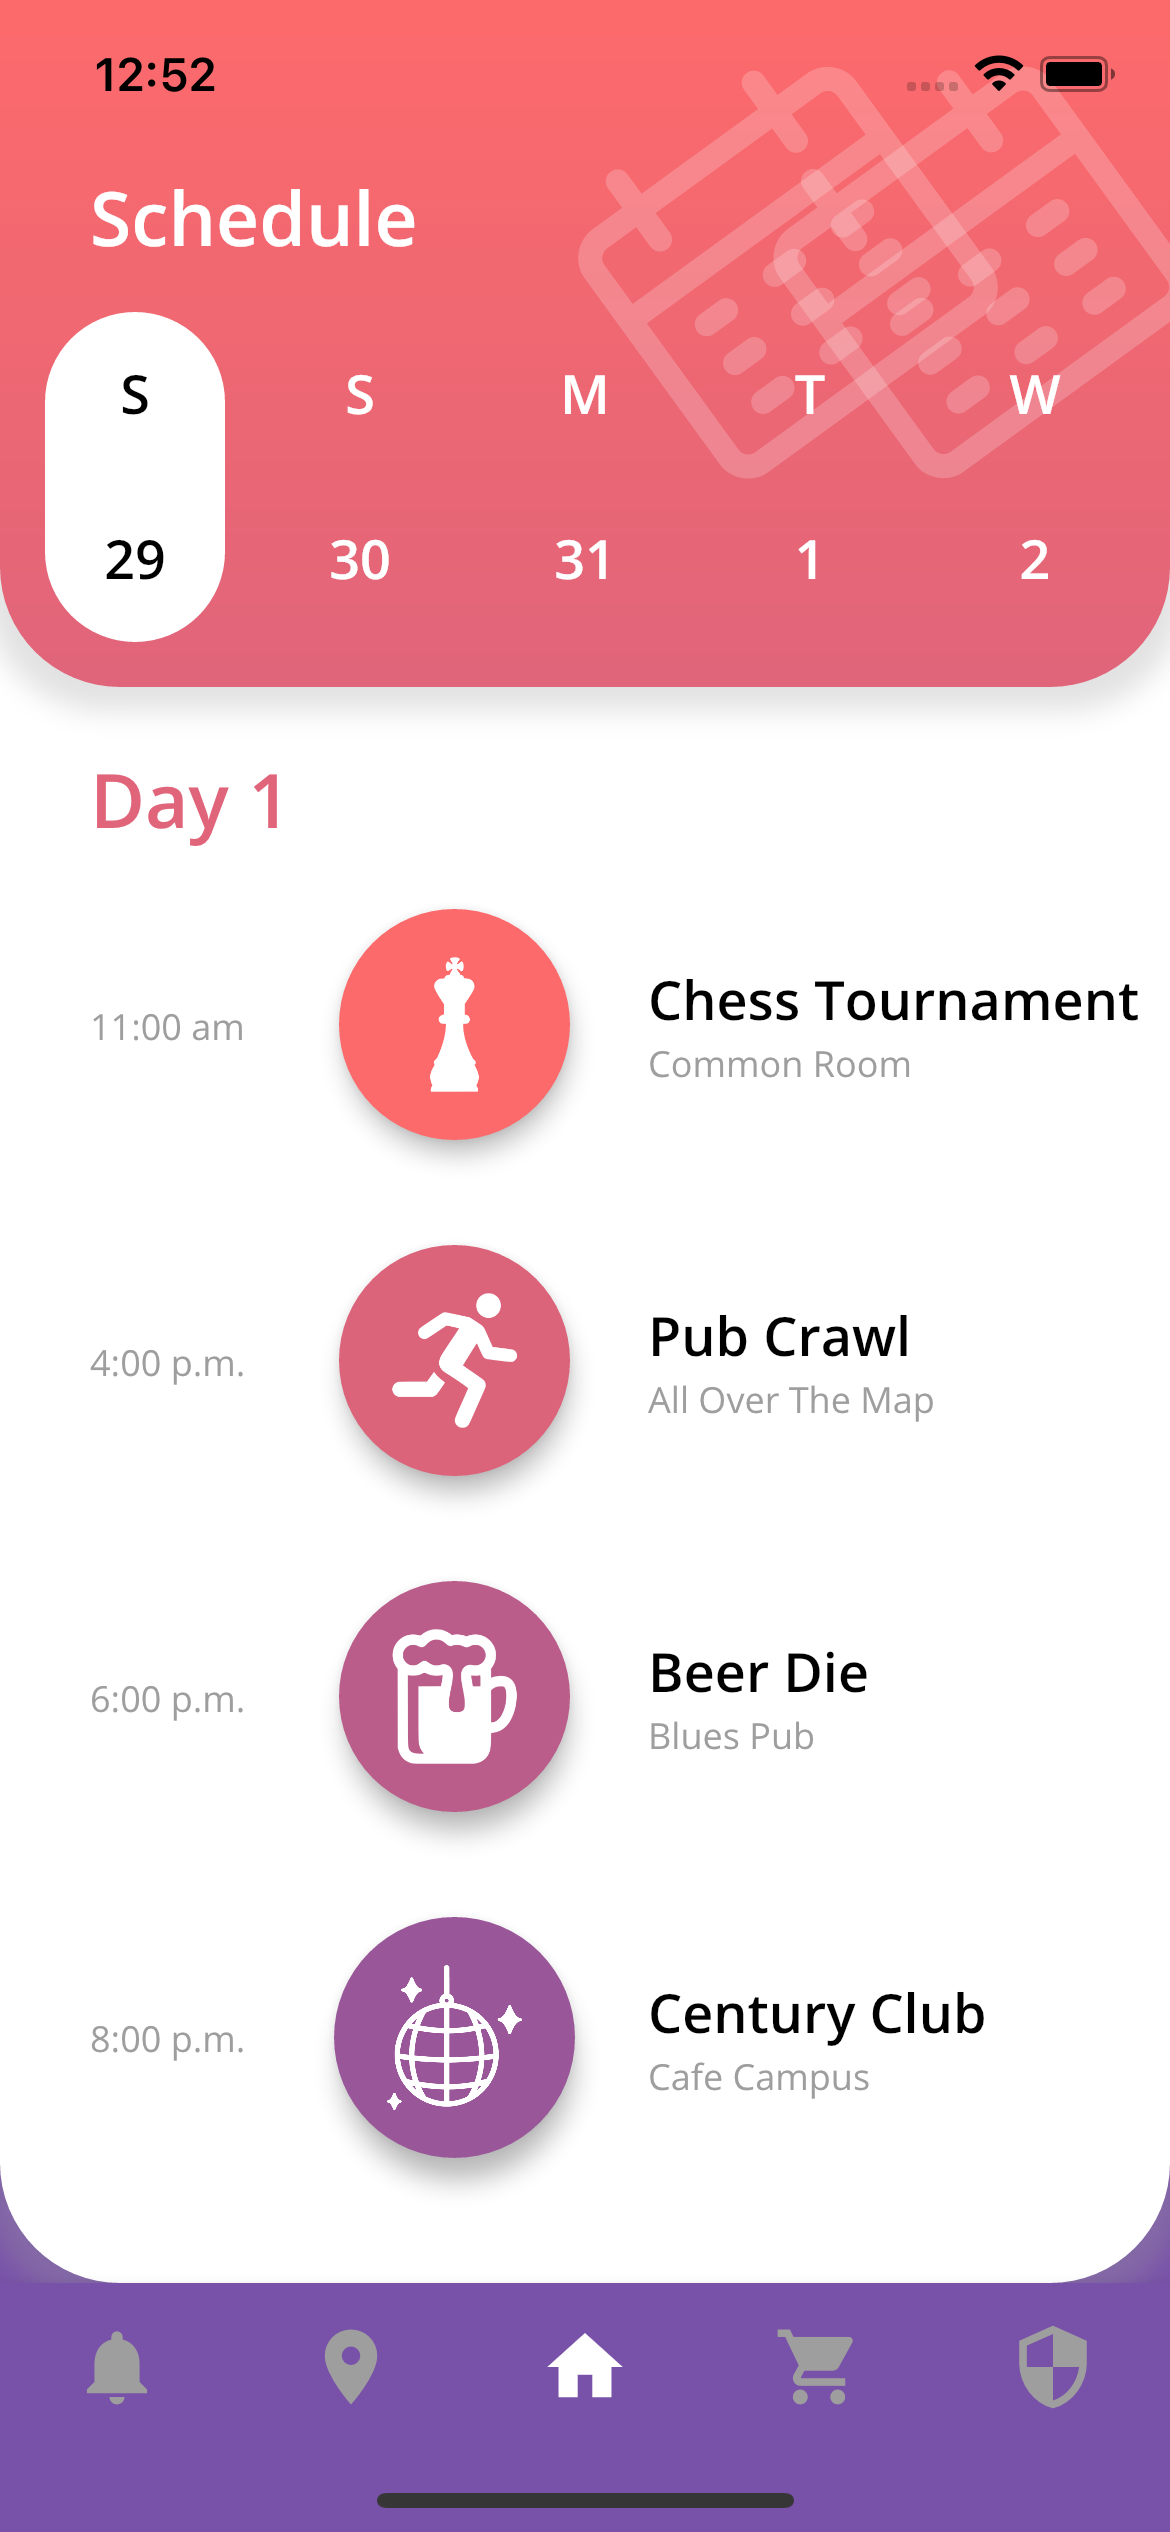 12:52
Schedule
S S M T W
29 30 31 1 2
Day 1
11:00 am
Chess Tournament
Common Room
4:00 p.m.
Pub Crawl
All Over The Map
6:00 p.m.
Beer Die
Blues Pub
8:00 p.m.
Century Club
Cafe Campus